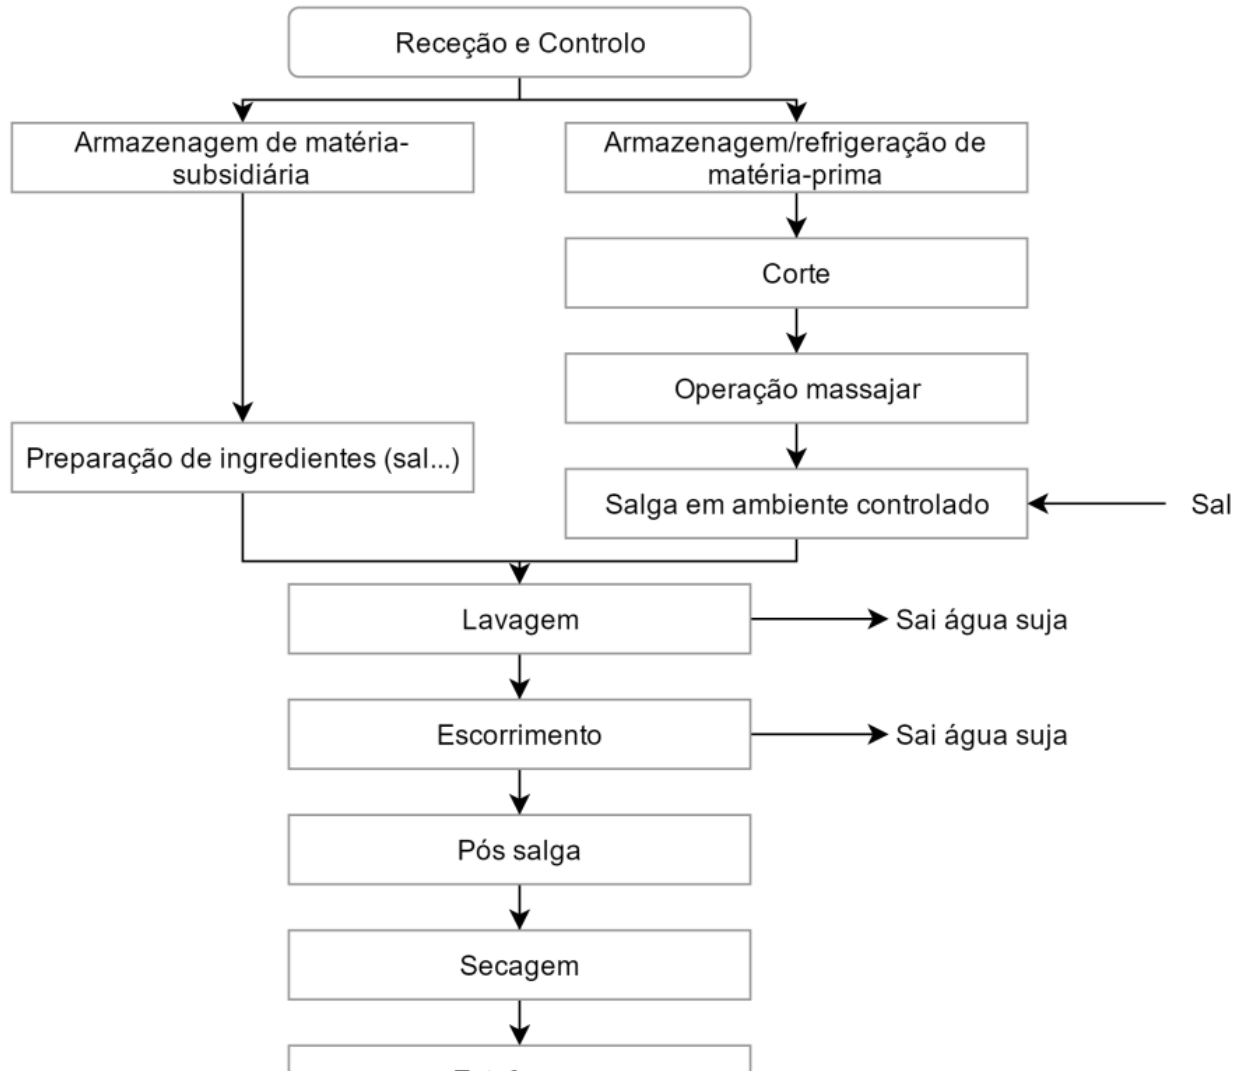 Receção e Controlo
Armazenagem de matéria-
subsidiária
Armazenagem/refrigeração de
matéria-prima
Corte
Operação massajar
Preparação de ingredientes (sal...)
Salga em ambiente controlado
Sal
Lavagem
Sai água suja
Escorrimento
Sai água suja
Pós salga
Secagem